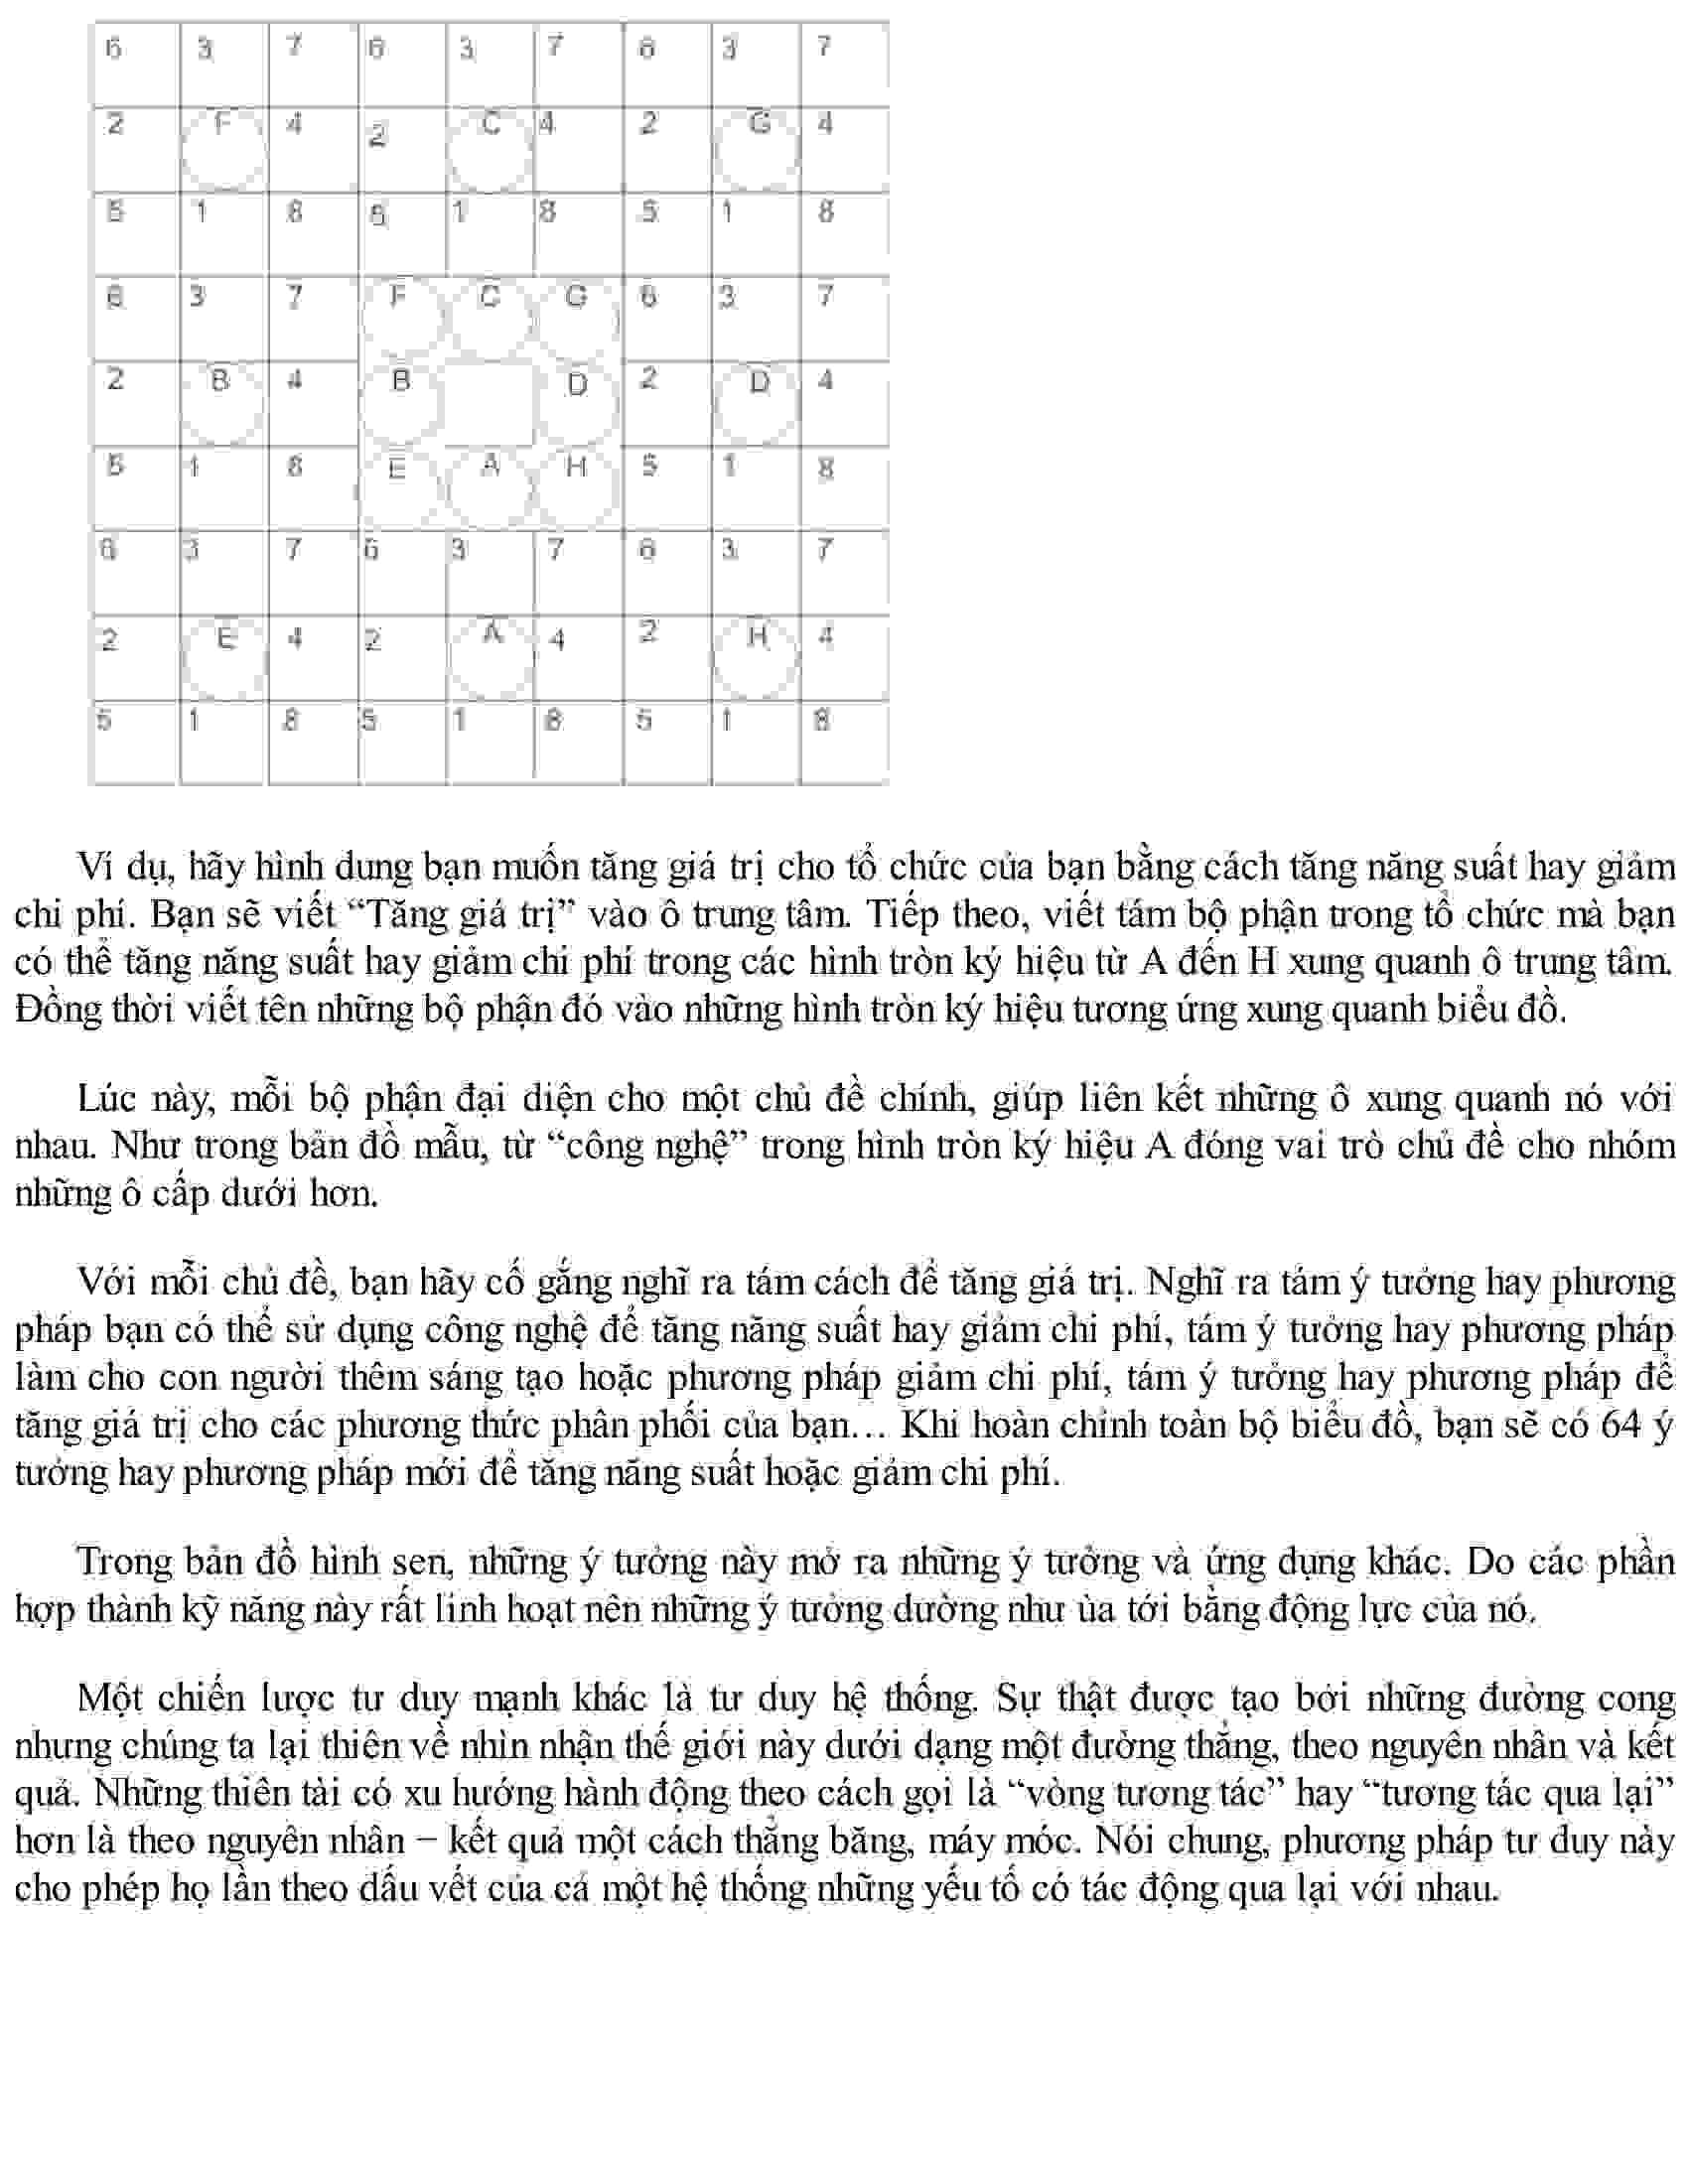 6 3 7 6 3 7 6 3 7
2 F 4 2 C 4 2 G 4
5 1 8 5 1 8 5 1 8
6 3 7 F C G 6 3 7
2 B 4 B D 2 D 4
5 1 8 E A H 5 1 8
6 3 7 6 3 7 6 3 7
2 E 4 2 A 4 2 H 4
5 1 8 5 1 8 5 1 8
Ví dụ, hãy hình dung bạn muốn tăng giá trị cho tổ chức của bạn bằng cách tăng năng suất hay giảm
chi phí. Bạn sẽ viết “Tăng giá trị” vào ô trung tâm. Tiếp theo, viết tám bộ phận trong tổ chức mà bạn
có thể tăng năng suất hay giảm chi phí trong các hình tròn ký hiệu từ A đến H xung quanh ô trung tâm.
Đồng thời viết tên những bộ phận đó vào những hình tròn ký hiệu tương ứng xung quanh biểu đồ.
Lúc này, mỗi bộ phận đại diện cho một chủ đề chính, giúp liên kết những ô xung quanh nó với
nhau. Như trong bản đồ mẫu, từ “công nghệ” trong hình tròn ký hiệu A đóng vai trò chủ đề cho nhóm
những ô cấp dưới hơn.
Với mỗi chủ đề, bạn hãy cố gắng nghĩ ra tám cách để tăng giá trị. Nghĩ ra tám ý tưởng hay phương
pháp bạn có thể sử dụng công nghệ để tăng năng suất hay giảm chi phí, tám ý tưởng hay phương pháp
làm cho con người thêm sáng tạo hoặc phương pháp giảm chi phí, tám ý tưởng hay phương pháp để
tăng giá trị cho các phương thức phân phối của bạn… Khi hoàn chỉnh toàn bộ biểu đồ, bạn sẽ có 64 ý
tưởng hay phương pháp mới để tăng năng suất hoặc giảm chi phí.
Trong bản đồ hình sen, những ý tưởng này mở ra những ý tưởng và ứng dụng khác. Do các phần
hợp thành kỹ năng này rất linh hoạt nên những ý tưởng dường như ùa tới bằng động lực của nó.
Một chiến lược tư duy mạnh khác là tư duy hệ thống. Sự thật được tạo bởi những đường cong
nhưng chúng ta lại thiên về nhìn nhận thế giới này dưới dạng một đường thẳng, theo nguyên nhân và kết
quả. Những thiên tài có xu hướng hành động theo cách gọi là “vòng tương tác” hay “tương tác qua lại”
hơn là theo nguyên nhân – kết quả một cách thẳng băng, máy móc. Nói chung, phương pháp tư duy này
cho phép họ lần theo dấu vết của cả một hệ thống những yếu tố có tác động qua lại với nhau.